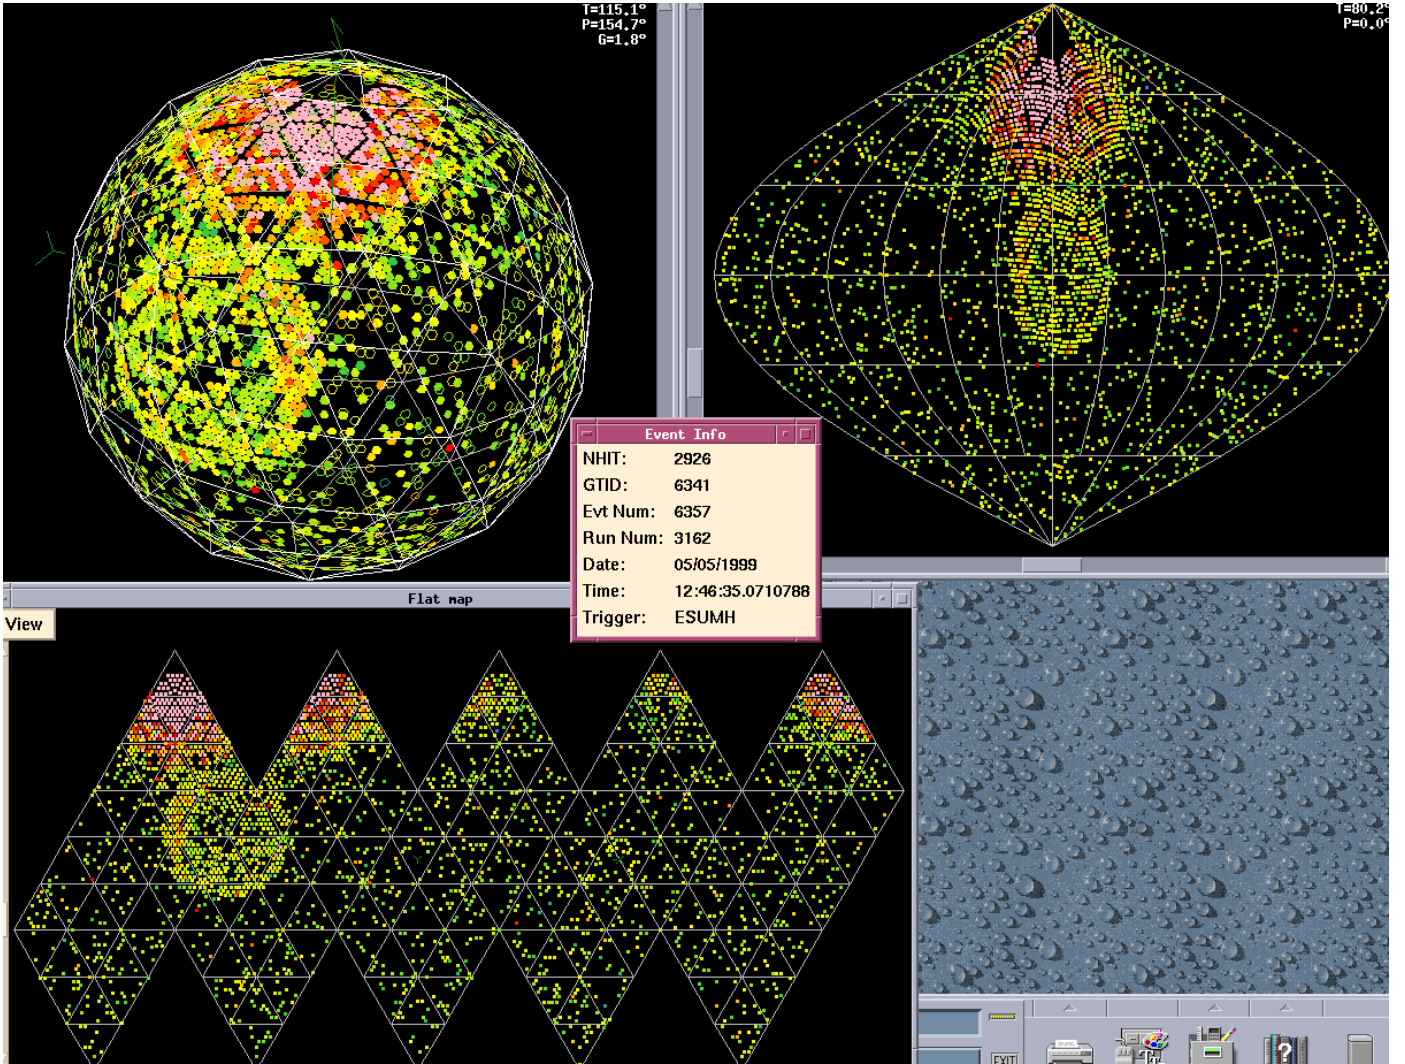 T=115.1°
P=154.7°
G=1.8°
T=80.2°
P=0.0°
Event Info
NHIT: 2926
GTID: 6341
Evt Num: 6357
Run Num: 3162
Date: 05/05/1999
Time: 12:46:35.0710788
Trigger: ESUMH
Flat map
View
EXIT
?